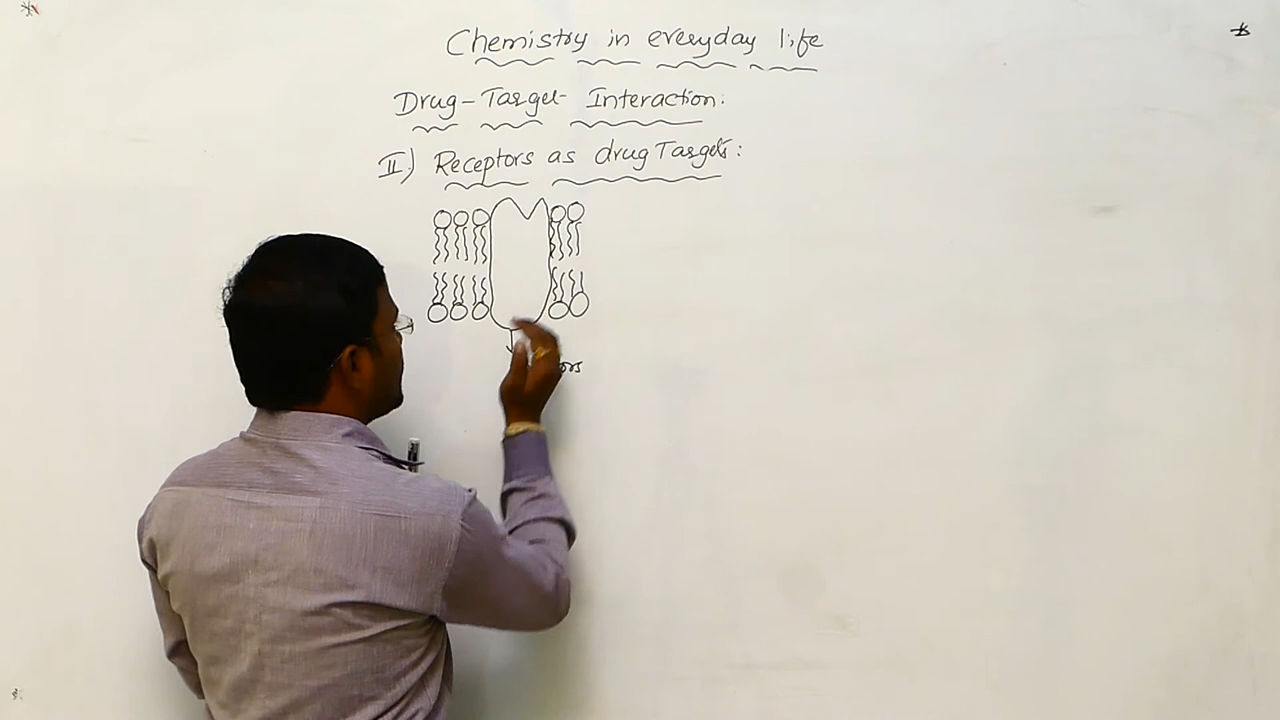 Chemistry in everyday life
Drug-Target Interaction:
II.) Receptors as drug Targets: